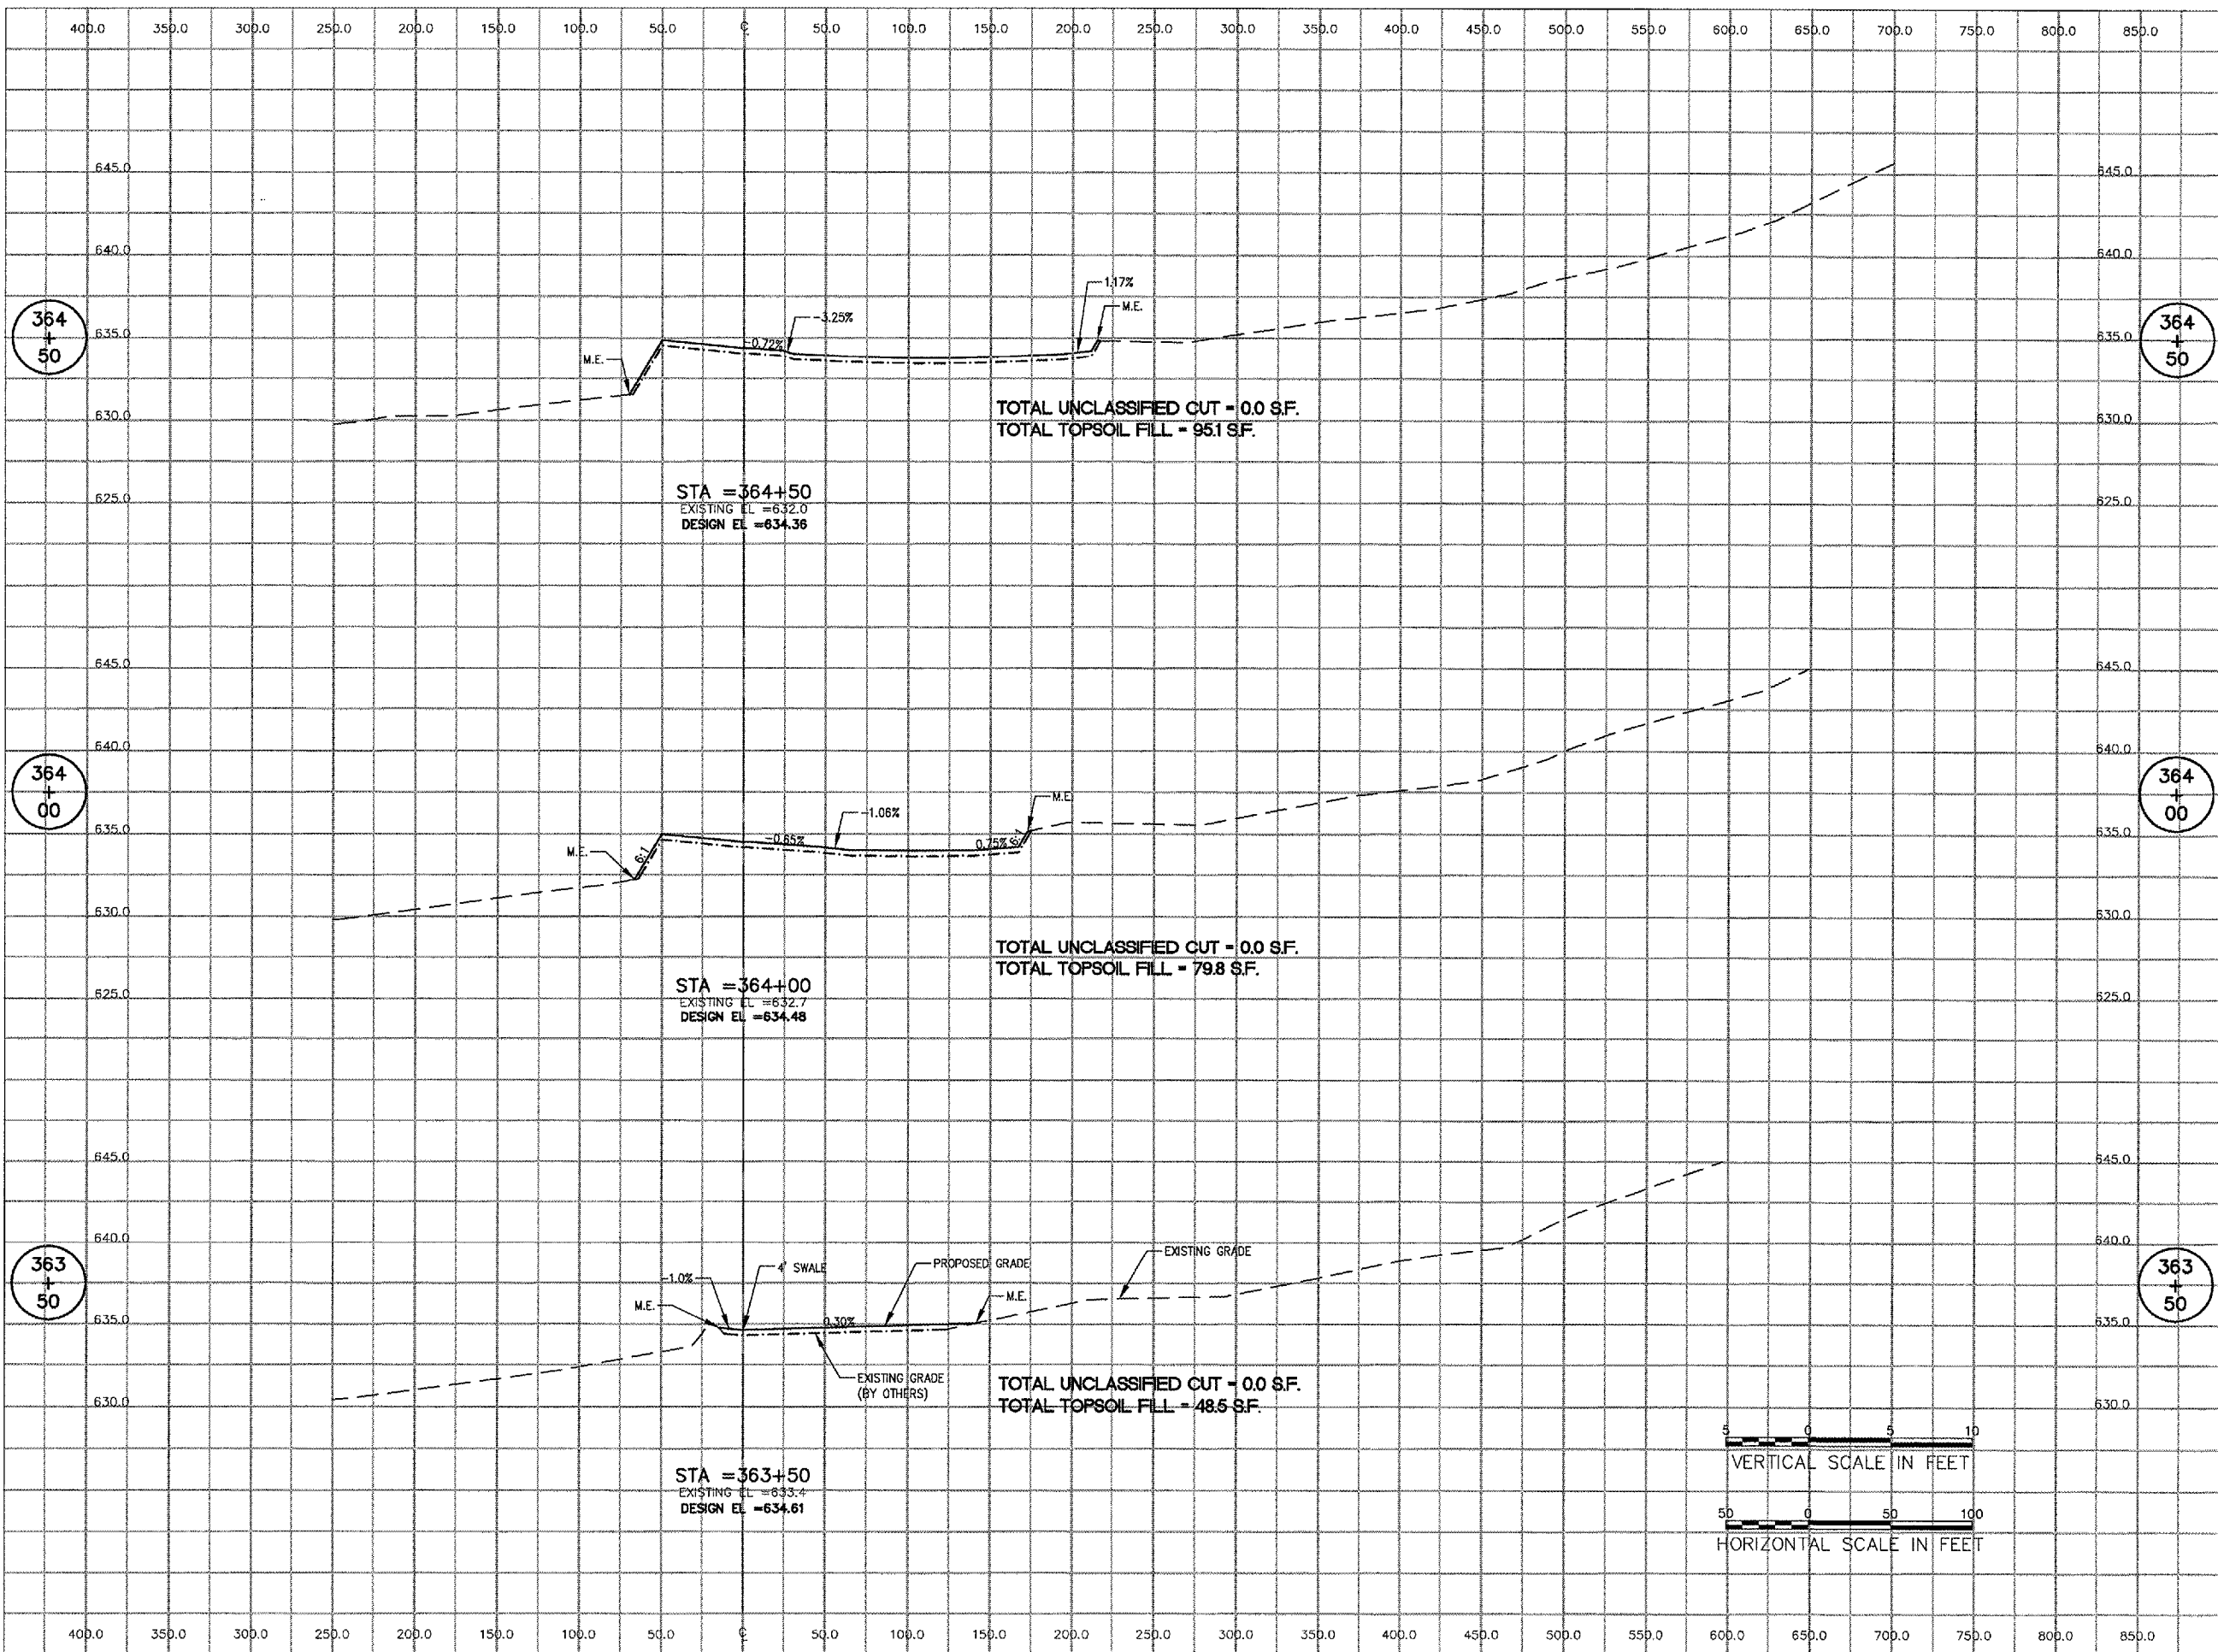 400.0 350.0 300.0 250.0 200.0 150.0 100.0 50.0 ℄ 50.0 100.0 150.0 200.0 250.0 300.0 350.0 400.0 450.0 500.0 550.0 600.0 650.0 700.0 750.0 800.0 850.0
645.0 645.0
640.0 640.0
1.17%
M.E.
-3.25%
364 + 50 635.0 635.0 364 + 50
-0.72%
M.E.
630.0 630.0
TOTAL UNCLASSIFIED CUT = 0.0 S.F.
TOTAL TOPSOIL FILL = 95.1 S.F.
STA =364+50
625.0 625.0
EXISTING EL =632.0
DESIGN EL =634.36
645.0 645.0
640.0 640.0
364 + 00 364 + 00
M.E.
-1.06%
635.0 635.0
-0.65% 0.75% 6:1
M.E. 6:1
630.0 630.0
TOTAL UNCLASSIFIED CUT = 0.0 S.F.
TOTAL TOPSOIL FILL = 79.8 S.F.
STA =364+00
625.0 625.0
EXISTING EL =632.7
DESIGN EL =634.48
645.0 645.0
640.0 640.0
EXISTING GRADE
363 + 50 363 + 50
4' SWALE PROPOSED GRADE
-1.0%
M.E. M.E.
635.0 635.0
0.30%
EXISTING GRADE
(BY OTHERS)
TOTAL UNCLASSIFIED CUT = 0.0 S.F.
TOTAL TOPSOIL FILL = 48.5 S.F.
630.0 630.0
5 0 5 10
VERTICAL SCALE IN FEET
STA =363+50
EXISTING EL =633.4
DESIGN EL =634.61
50 0 50 100
HORIZONTAL SCALE IN FEET
400.0 350.0 300.0 250.0 200.0 150.0 100.0 50.0 ℄ 50.0 100.0 150.0 200.0 250.0 300.0 350.0 400.0 450.0 500.0 550.0 600.0 650.0 700.0 750.0 800.0 850.0